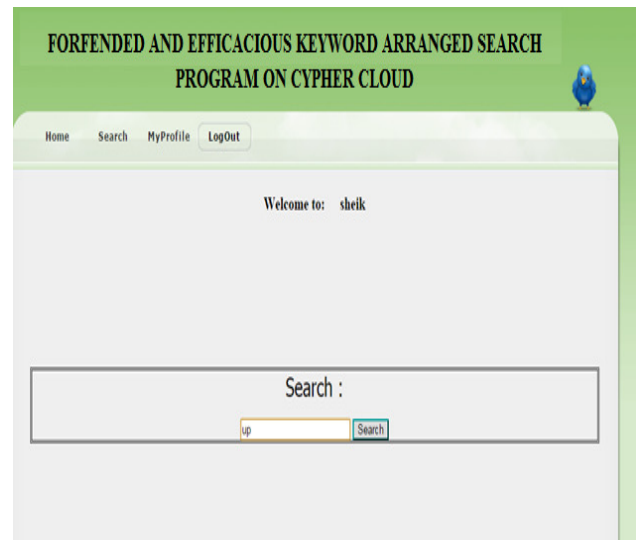 FORFENDED AND EFFICACIOUS KEYWORD ARRANGED SEARCH
PROGRAM ON CYPHER CLOUD
Home Search MyProfile LogOut
Welcome to: sheik
Search :
up Search